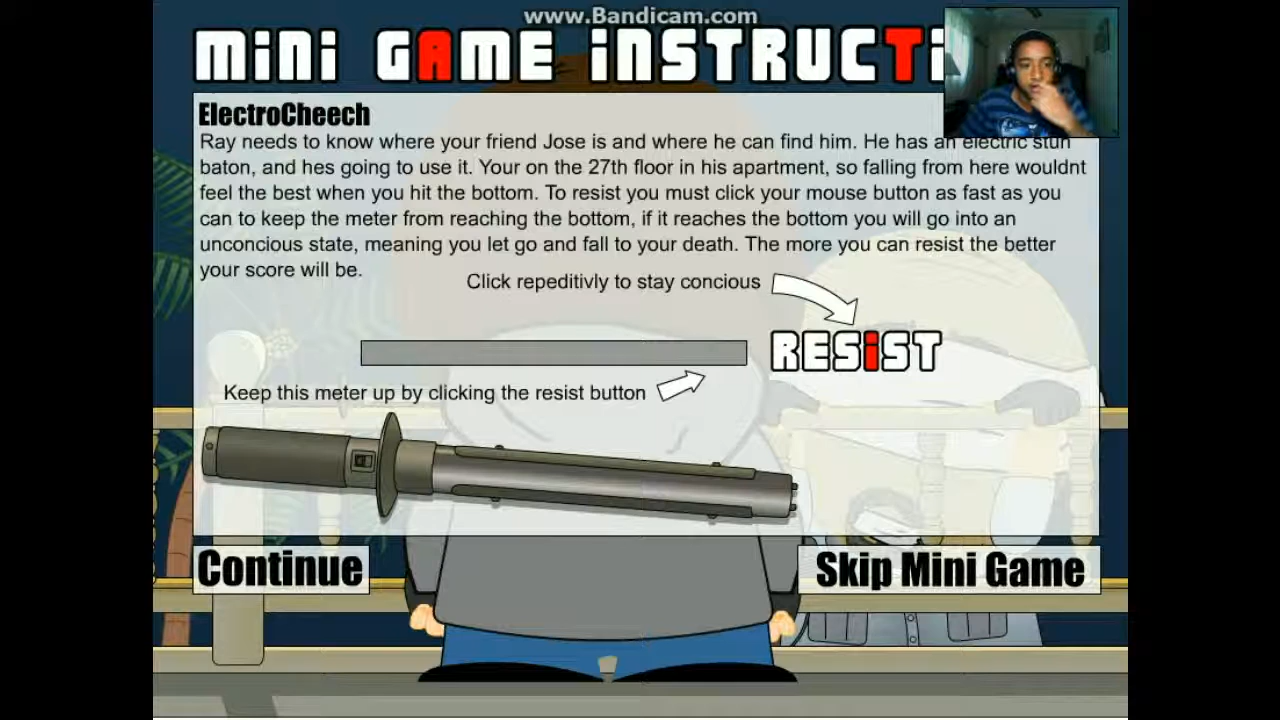 www.Bandicam.com
MiNi GAME iNSTRUCTi
ElectroCheech
Ray needs to know where your friend Jose is and where he can find him. He has an electric stun
baton, and hes going to use it. Your on the 27th floor in his apartment, so falling from here wouldnt
feel the best when you hit the bottom. To resist you must click your mouse button as fast as you
can to keep the meter from reaching the bottom, if it reaches the bottom you will go into an
unconcious state, meaning you let go and fall to your death. The more you can resist the better
your score will be.
Click repeditivly to stay concious
RESiST
Keep this meter up by clicking the resist button
Continue
Skip Mini Game